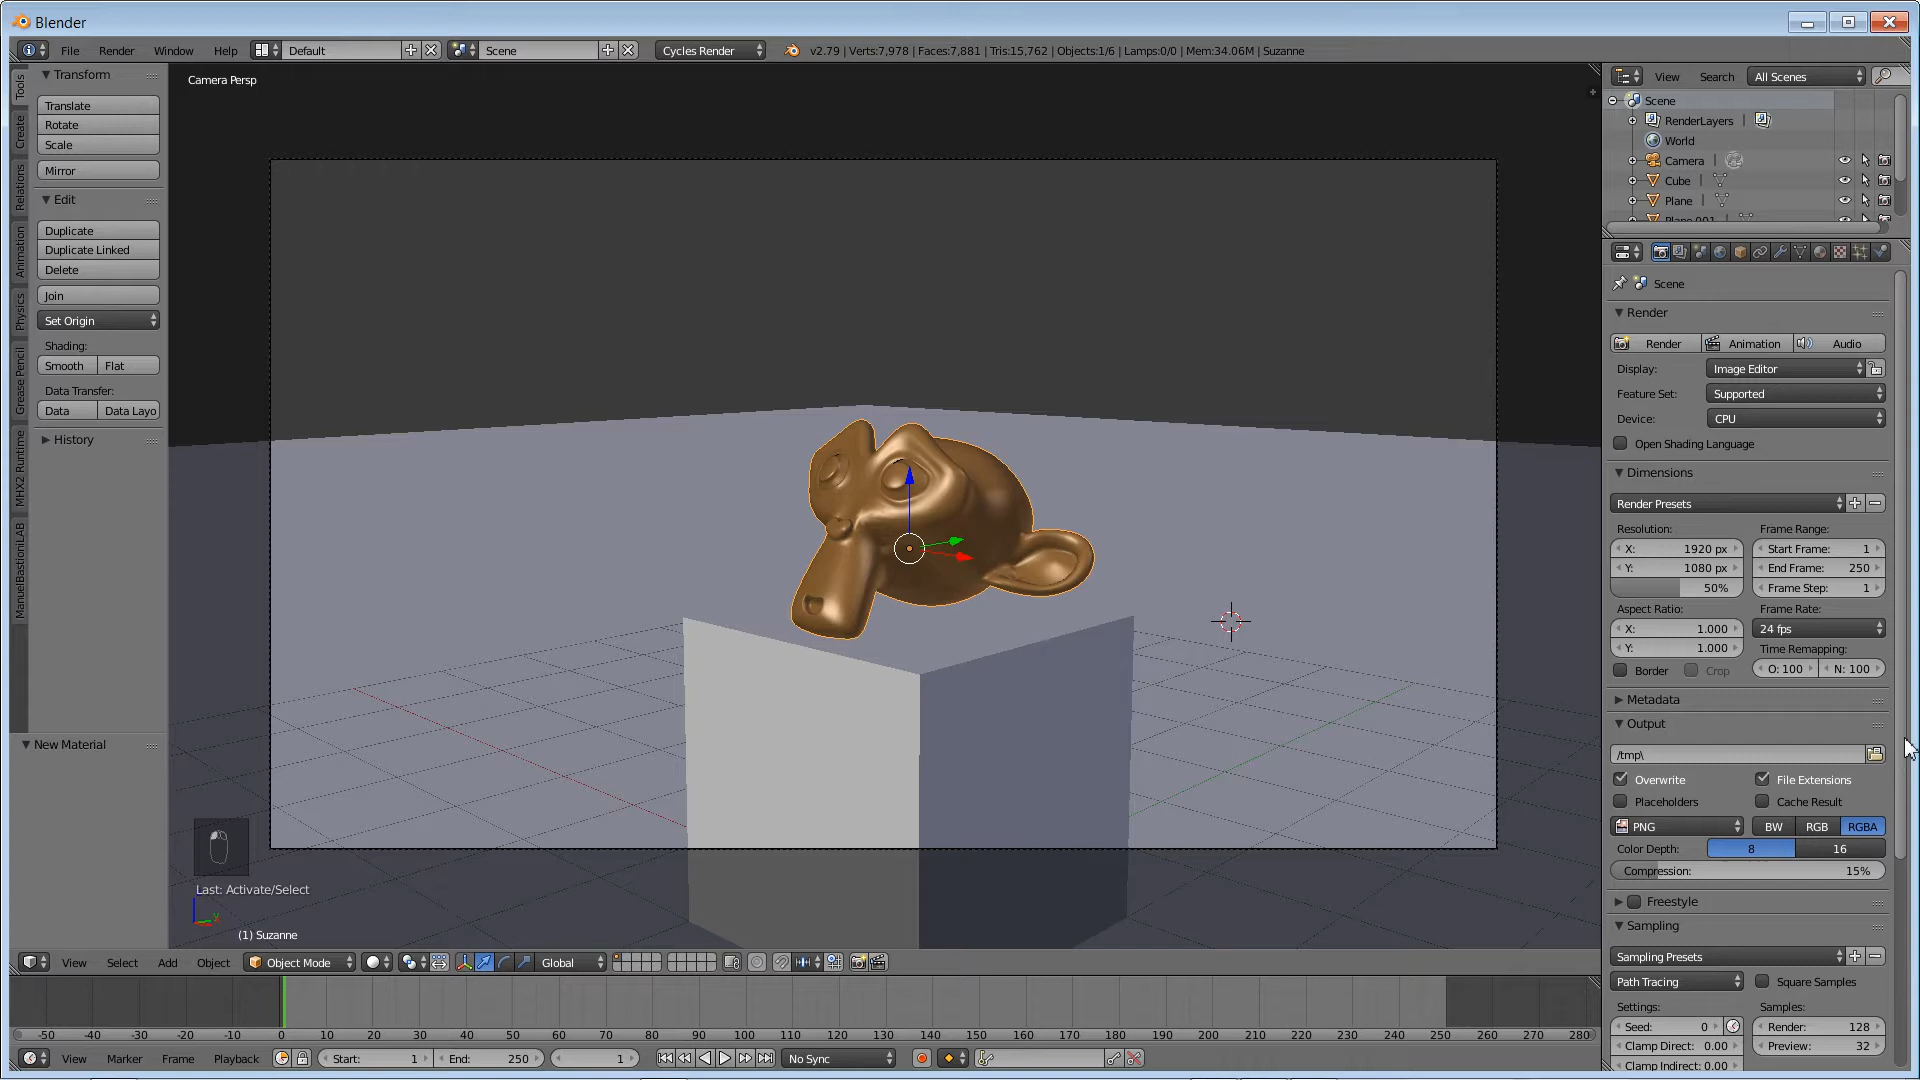 Blender
File Render Window Help Default Scene Cycles Render v2.79 | Verts:7,978 | Faces:7,881 | Tris:15,762 | Objects:1/6 | Lamps:0/0 | Mem:34.06M | Suzanne
Tools
Create
Relations
Animation
Physics
Grease Pencil
MHX2 Runtime
ManuelBastioniLAB
Transform
Translate
Rotate
Scale
Mirror
Edit
Duplicate
Duplicate Linked
Delete
Join
Set Origin
Shading:
Smooth Flat
Data Transfer:
Data Data Layo
History
New Material
Camera Persp
Last: Activate/Select
(1) Suzanne
View Select Add Object Object Mode Global
-50 -40 -30 -20 -10 0 10 20 30 40 50 60 70 80 90 100 110 120 130 140 150 160 170 180 190 200 210 220 230 240 250 260 270 280
View Marker Frame Playback Start: 1 End: 250 1 No Sync
View Search All Scenes
Scene
RenderLayers
World
Camera
Cube
Plane
Plane.001
Scene
Render
Render Animation Audio
Display: Image Editor
Feature Set: Supported
Device: CPU
Open Shading Language
Dimensions
Render Presets
Resolution: Frame Range:
X: 1920 px Start Frame: 1
Y: 1080 px End Frame: 250
50% Frame Step: 1
Aspect Ratio: Frame Rate:
X: 1.000 24 fps
Y: 1.000 Time Remapping:
Border Crop O: 100 N: 100
Metadata
Output
/tmp\
Overwrite File Extensions
Placeholders Cache Result
PNG BW RGB RGBA
Color Depth: 8 16
Compression: 15%
Freestyle
Sampling
Sampling Presets
Path Tracing Square Samples
Settings: Samples:
Seed: 0 Render: 128
Clamp Direct: 0.00 Preview: 32
Clamp Indirect: 0.00